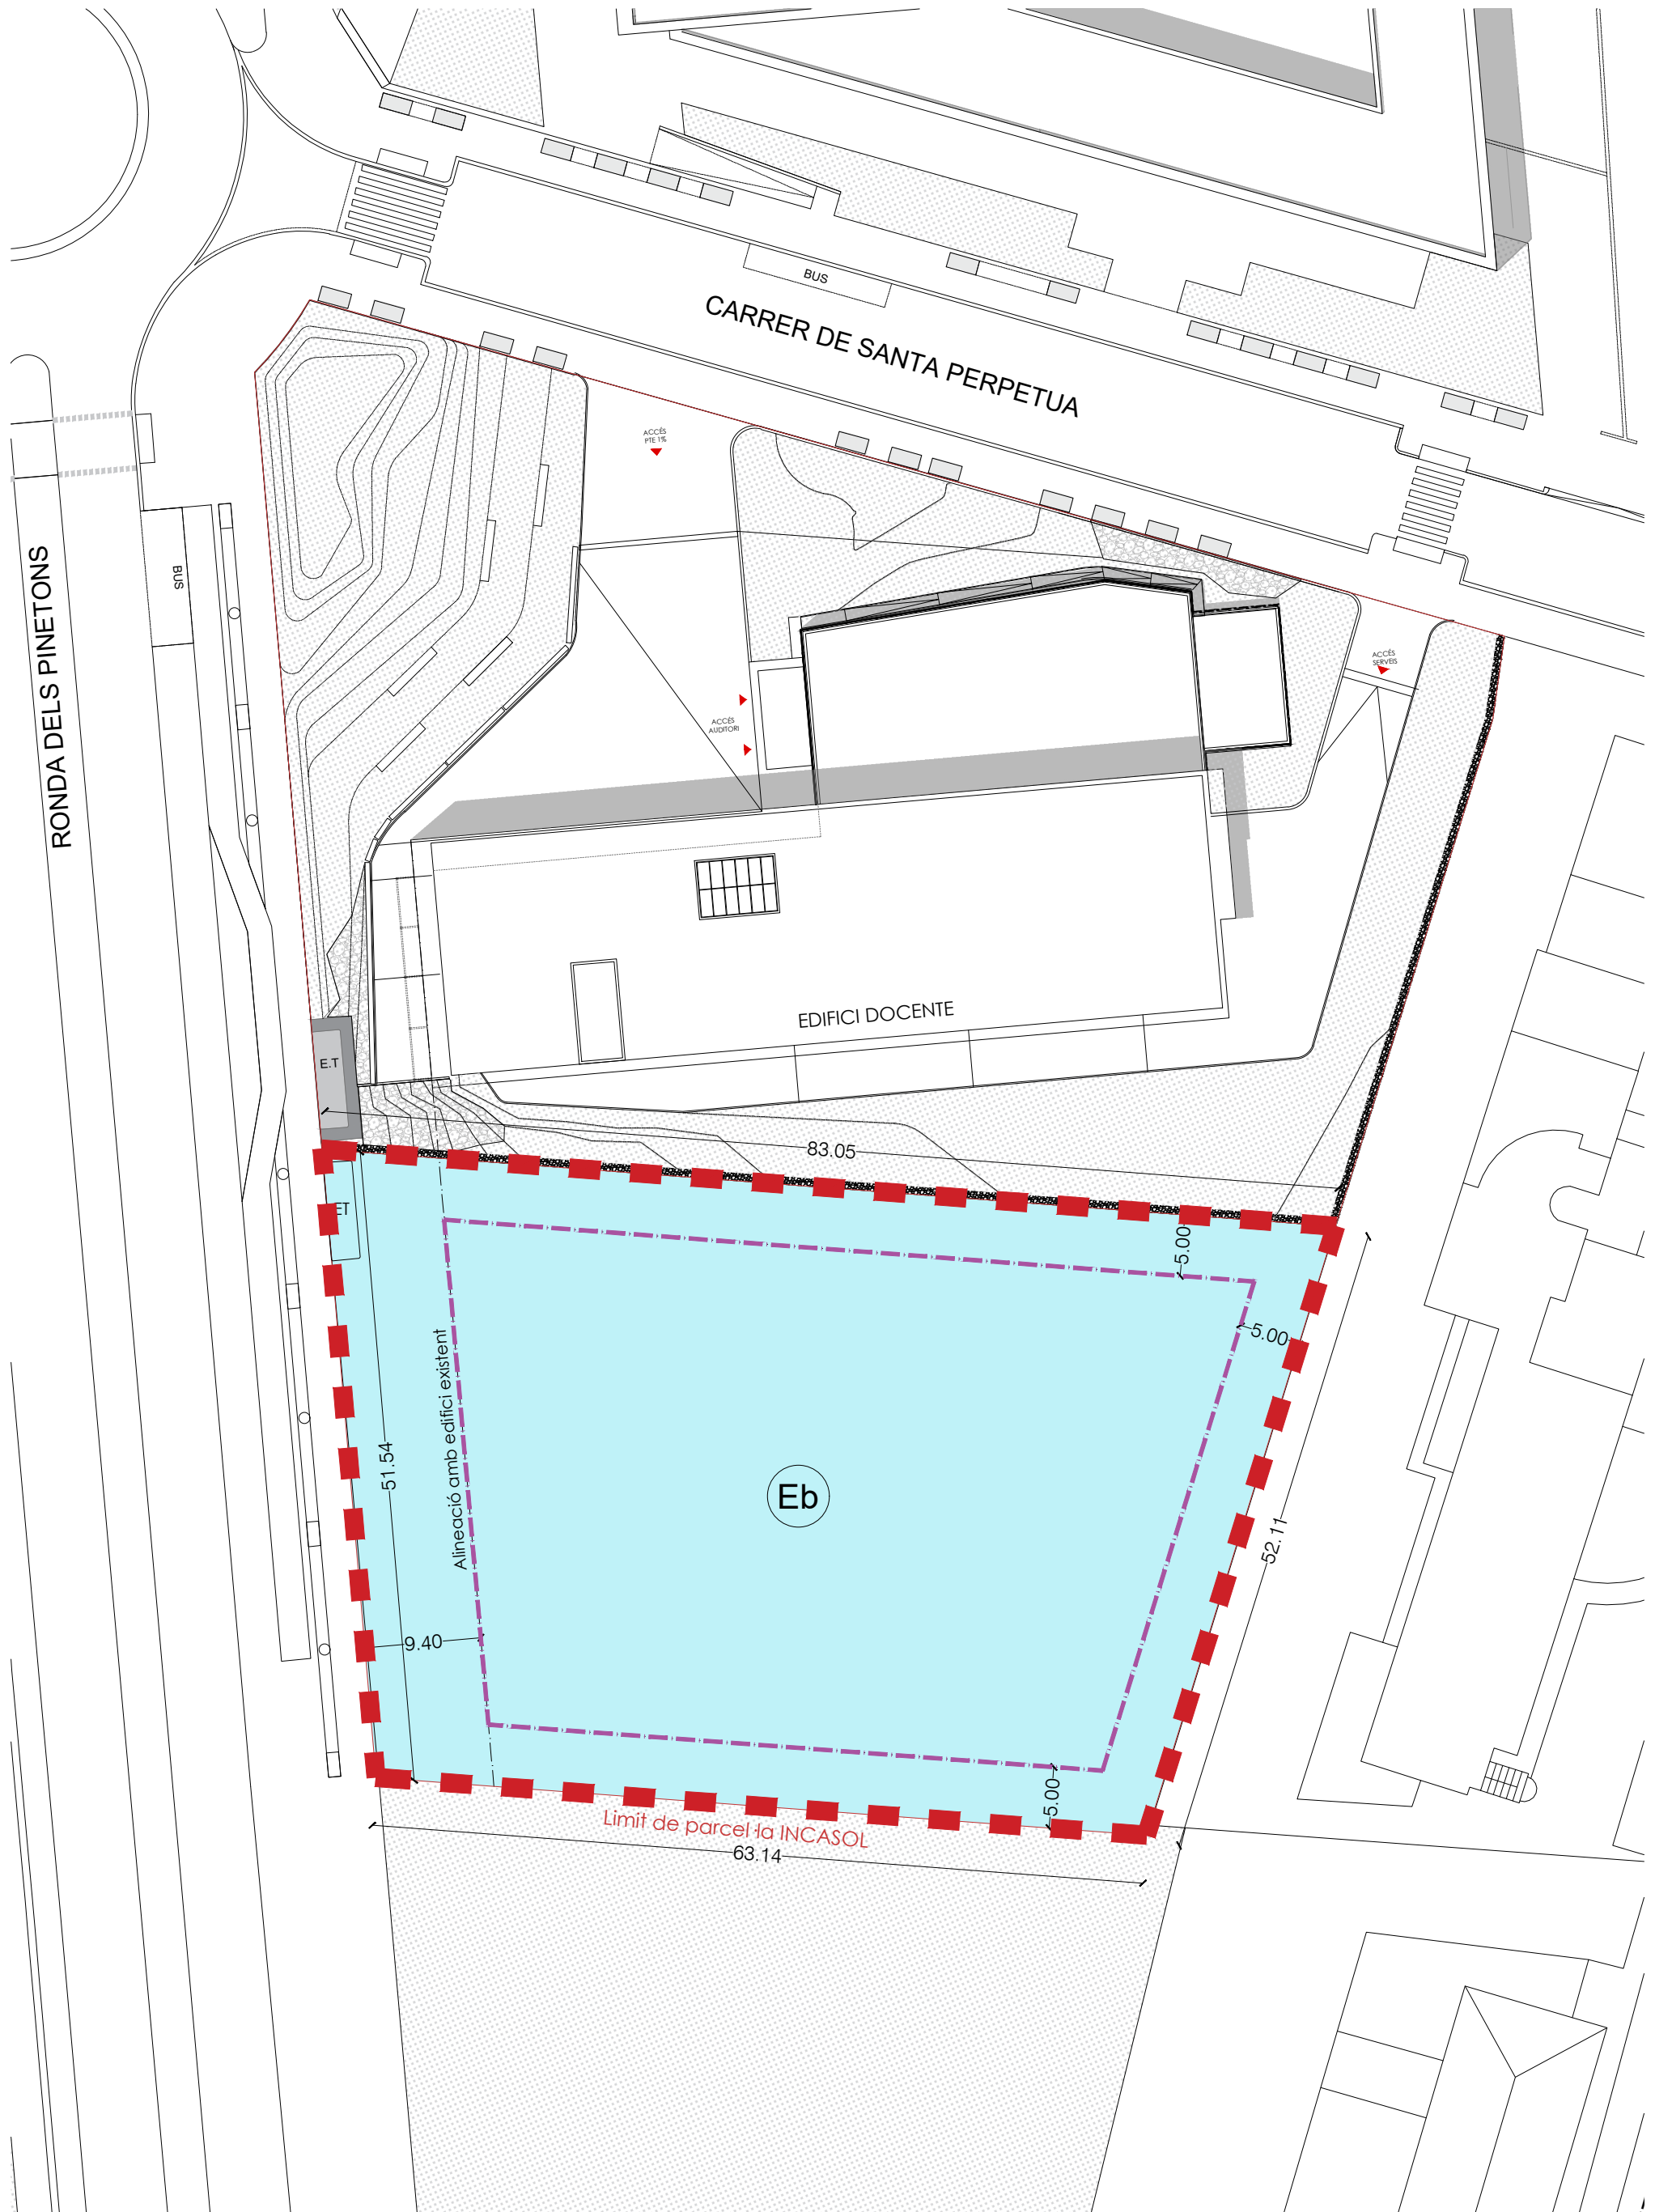 BUS
CARRER DE SANTA PERPETUA
ACCÉS
PTE 1%
RONDA DELS PINETONS
BUS
ACCÉS
SERVEIS
ACCÉS
AUDITORI
EDIFICI DOCENTE
E.T
83.05
ET
5.00
5.00
Alineació amb edifici existent
51.54
Eb
52.11
9.40
5.00
Limit de parcel·la INCASOL
63.14